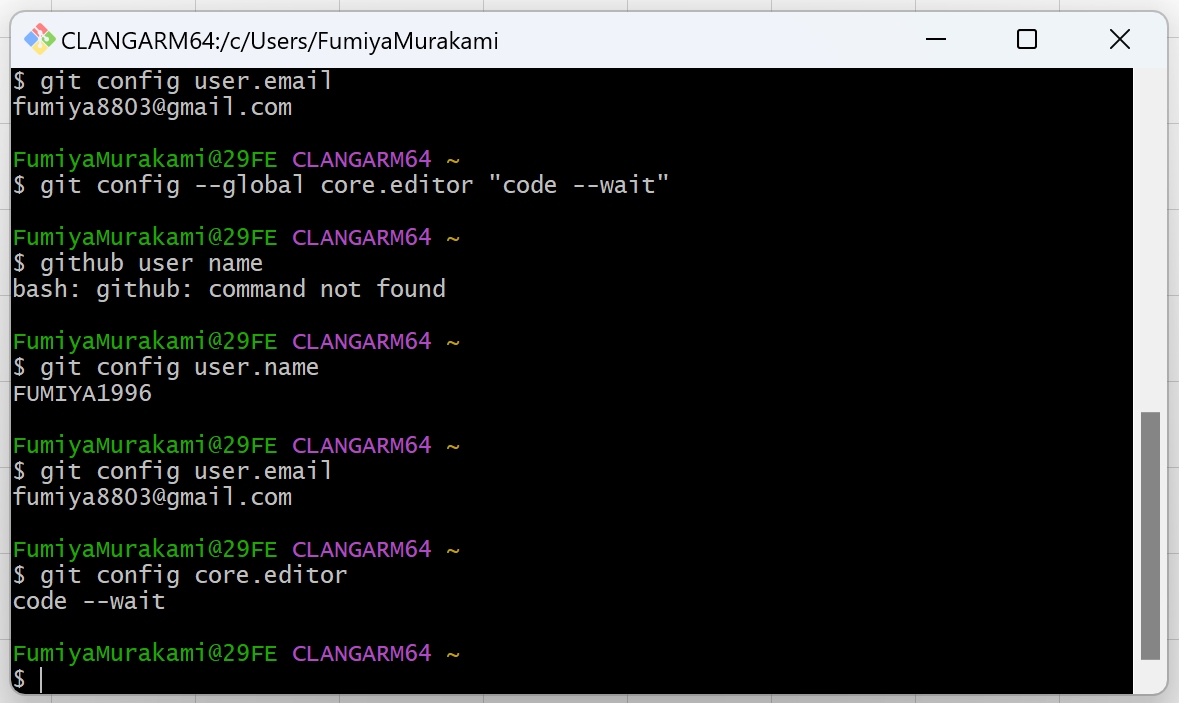 CLANGARM64:/c/Users/FumiyaMurakami
$ git config user.email
fumiya8803@gmail.com
FumiyaMurakami@29FE CLANGARM64 ~
$ git config --global core.editor "code --wait"
FumiyaMurakami@29FE CLANGARM64 ~
$ github user name
bash: github: command not found
FumiyaMurakami@29FE CLANGARM64 ~
$ git config user.name
FUMIYA1996
FumiyaMurakami@29FE CLANGARM64 ~
$ git config user.email
fumiya8803@gmail.com
FumiyaMurakami@29FE CLANGARM64 ~
$ git config core.editor
code --wait
FumiyaMurakami@29FE CLANGARM64 ~
$